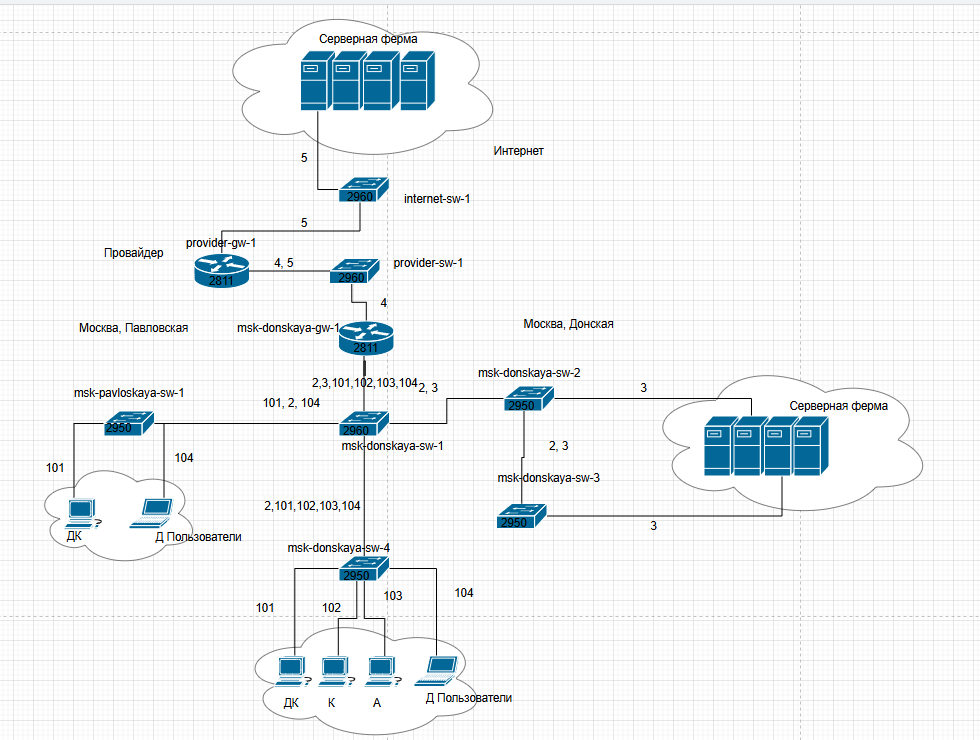 Серверная ферма
5
Интернет
2960
internet-sw-1
5
provider-gw-1
Провайдер
4, 5
provider-sw-1
2811
2960
4
Москва, Павловская
msk-donskaya-gw-1
Москва, Донская
2811
msk-donskaya-sw-2
2,3,101,102,103,104
2, 3
3
msk-pavloskaya-sw-1
101, 2, 104
2950
Серверная ферма
2950
2960
msk-donskaya-sw-1
2, 3
104
101
msk-donskaya-sw-3
2,101,102,103,104
2950
3
?
ДК
Д Пользователи
msk-donskaya-sw-4
2950
101
102
103
104
?
?
?
ДК
К
А
Д Пользователи